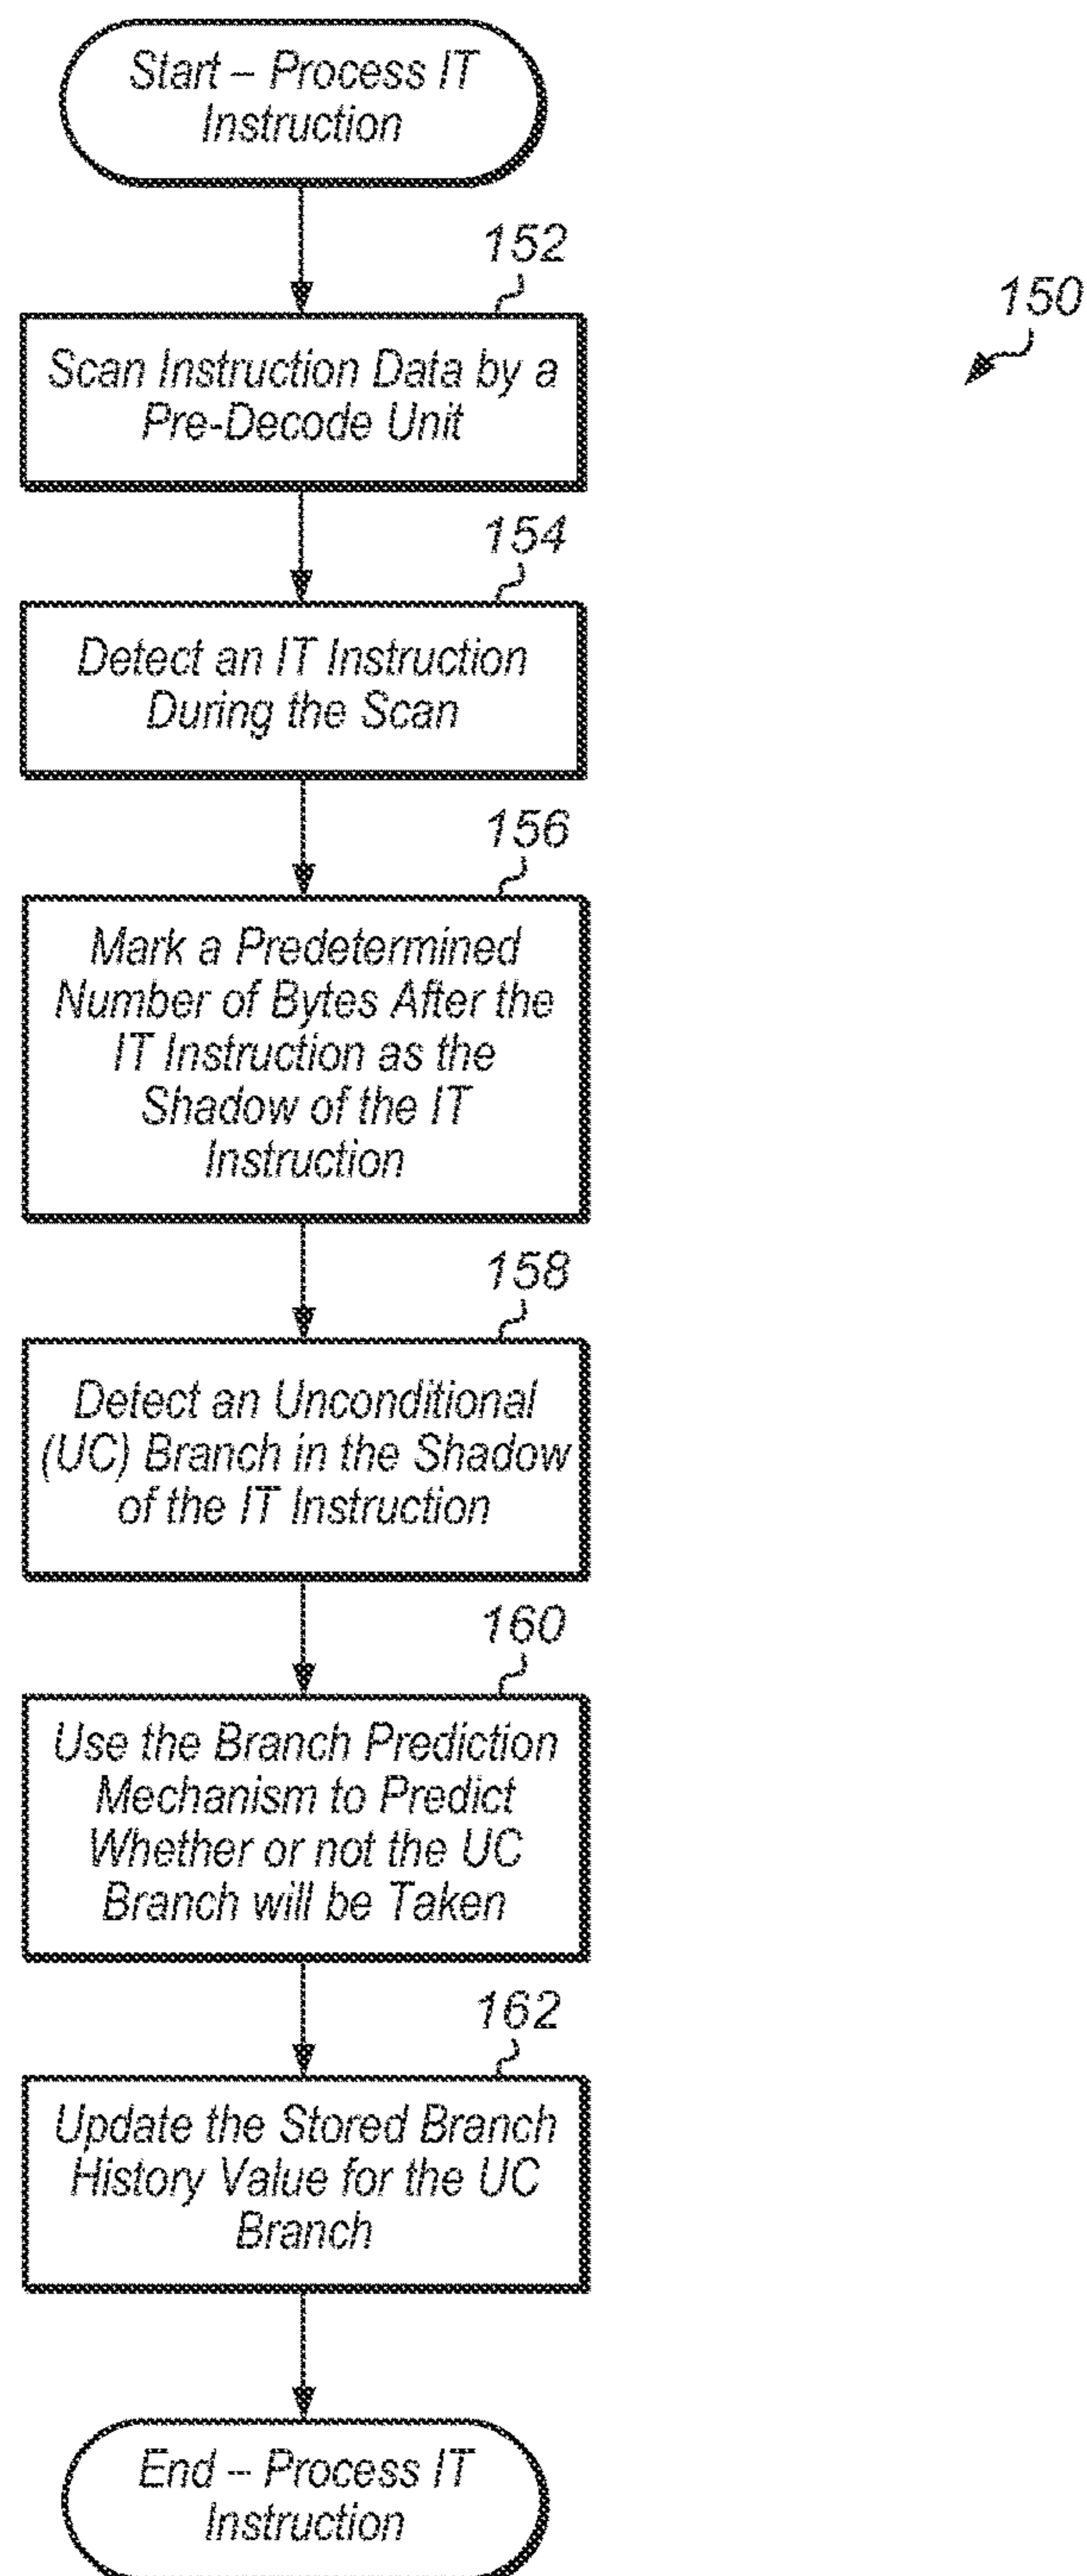 Start – Process IT
Instruction
152
150
Scan Instruction Data by a
Pre-Decode Unit
154
Detect an IT Instruction
During the Scan
156
Mark a Predetermined
Number of Bytes After the
IT Instruction as the
Shadow of the IT
Instruction
158
Detect an Unconditional
(UC) Branch in the Shadow
of the IT Instruction
160
Use the Branch Prediction
Mechanism to Predict
Whether or not the UC
Branch will be Taken
162
Update the Stored Branch
History Value for the UC
Branch
End – Process IT
Instruction